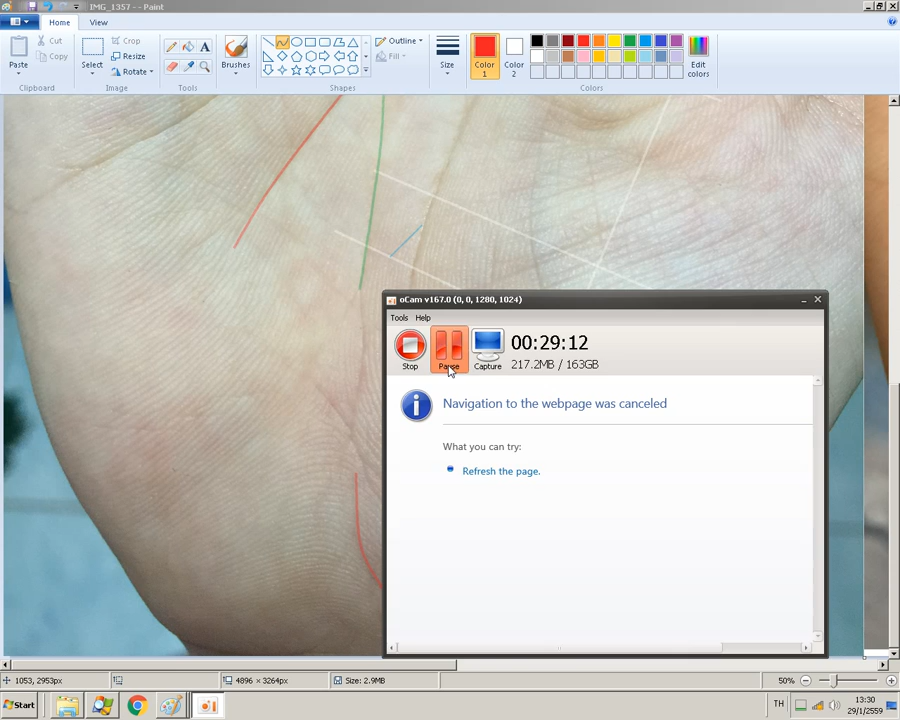 IMG_1357 - - Paint
Home
View
Paste
Cut
Copy
Clipboard
Select
Crop
Resize
Rotate
Image
A
Tools
Brushes
Outline
Fill
Shapes
Size
Color
1
Color
2
Edit
colors
Colors
oCam v167.0 (0, 0, 1280, 1024)
Tools Help
Stop
Pause
Capture
00:29:12
217.2MB / 163GB
Navigation to the webpage was canceled
What you can try:
Refresh the page.
1053, 2953px
4896 × 3264px
Size: 2.9MB
50%
Start
TH
13:30
29/1/2559